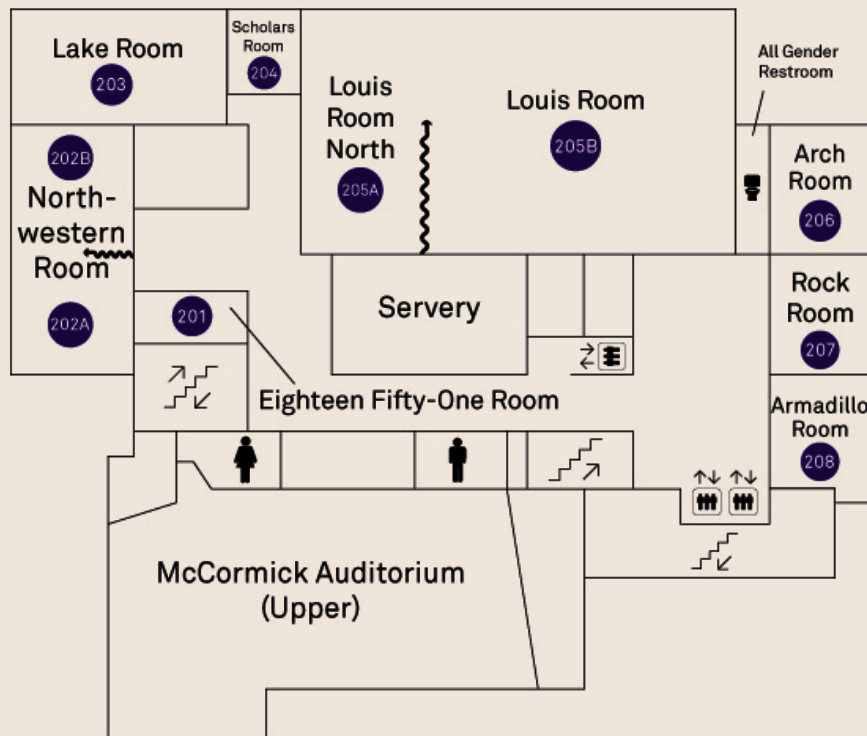 Lake Room
203
Scholars
Room
204
Louis
Room
North
205A
Louis Room
205B
All Gender
Restroom
202B
North-
western
Room
202A
Arch
Room
206
201
Servery
Rock
Room
207
Eighteen Fifty-One Room
Armadillo
Room
208
McCormick Auditorium
(Upper)